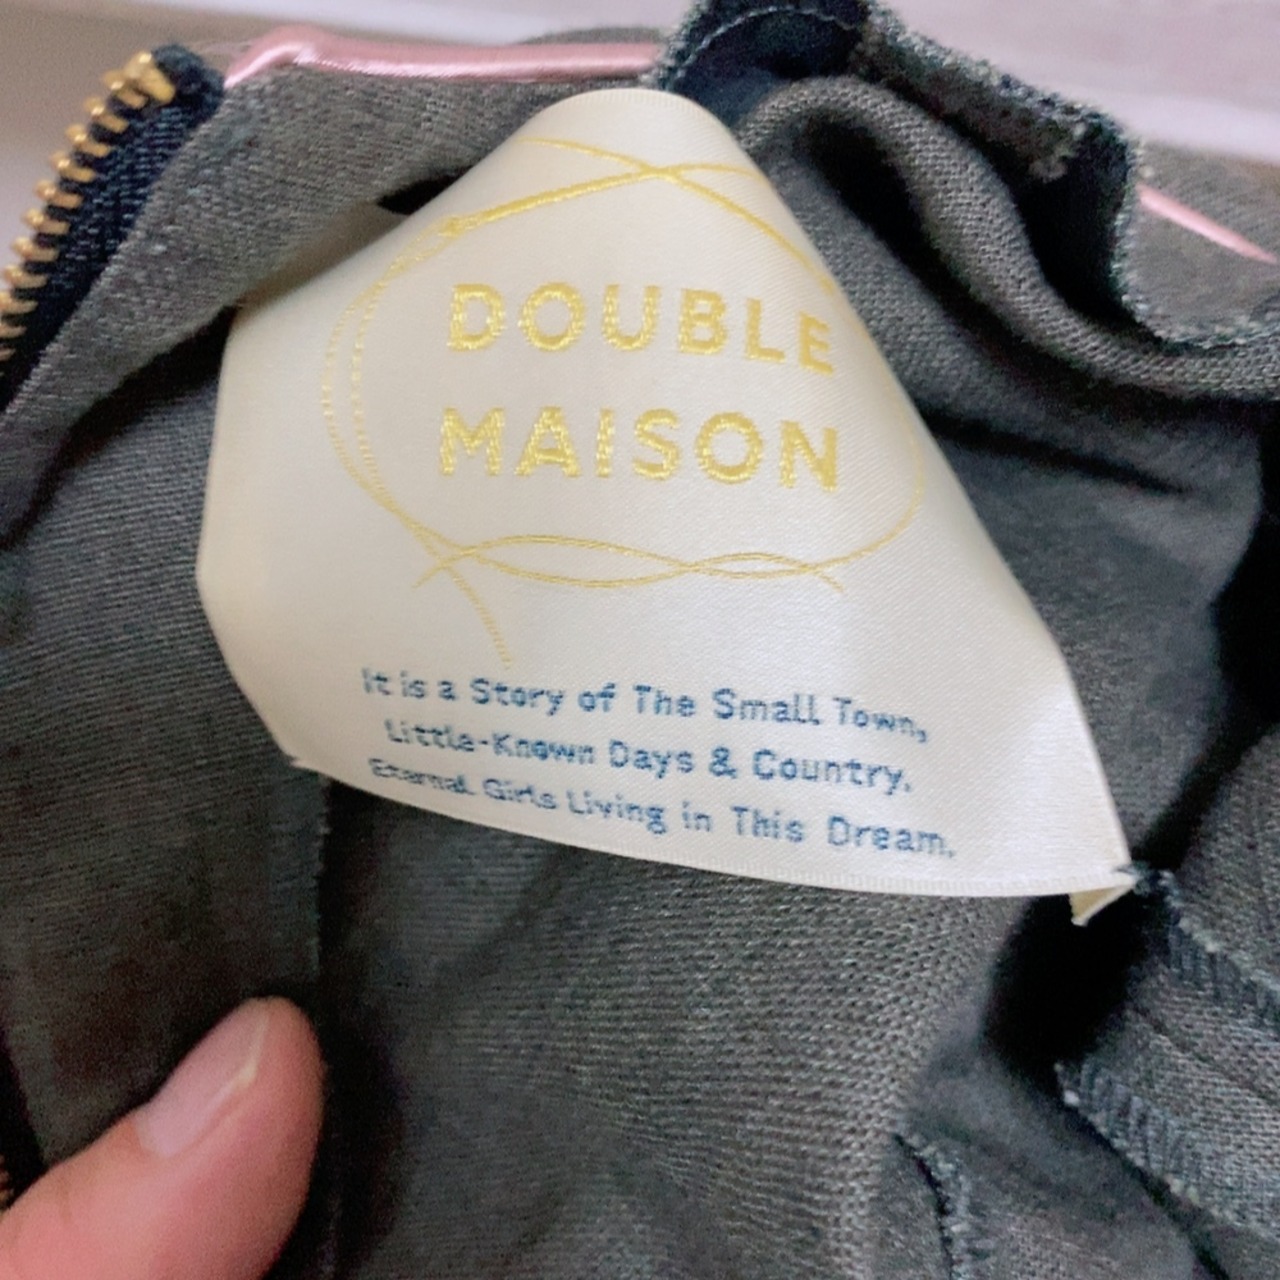 DOUBLE
MAISON
It is a Story of The Small Town,
Little-Known Days & Country.
Eternal Girls Living in This Dream.